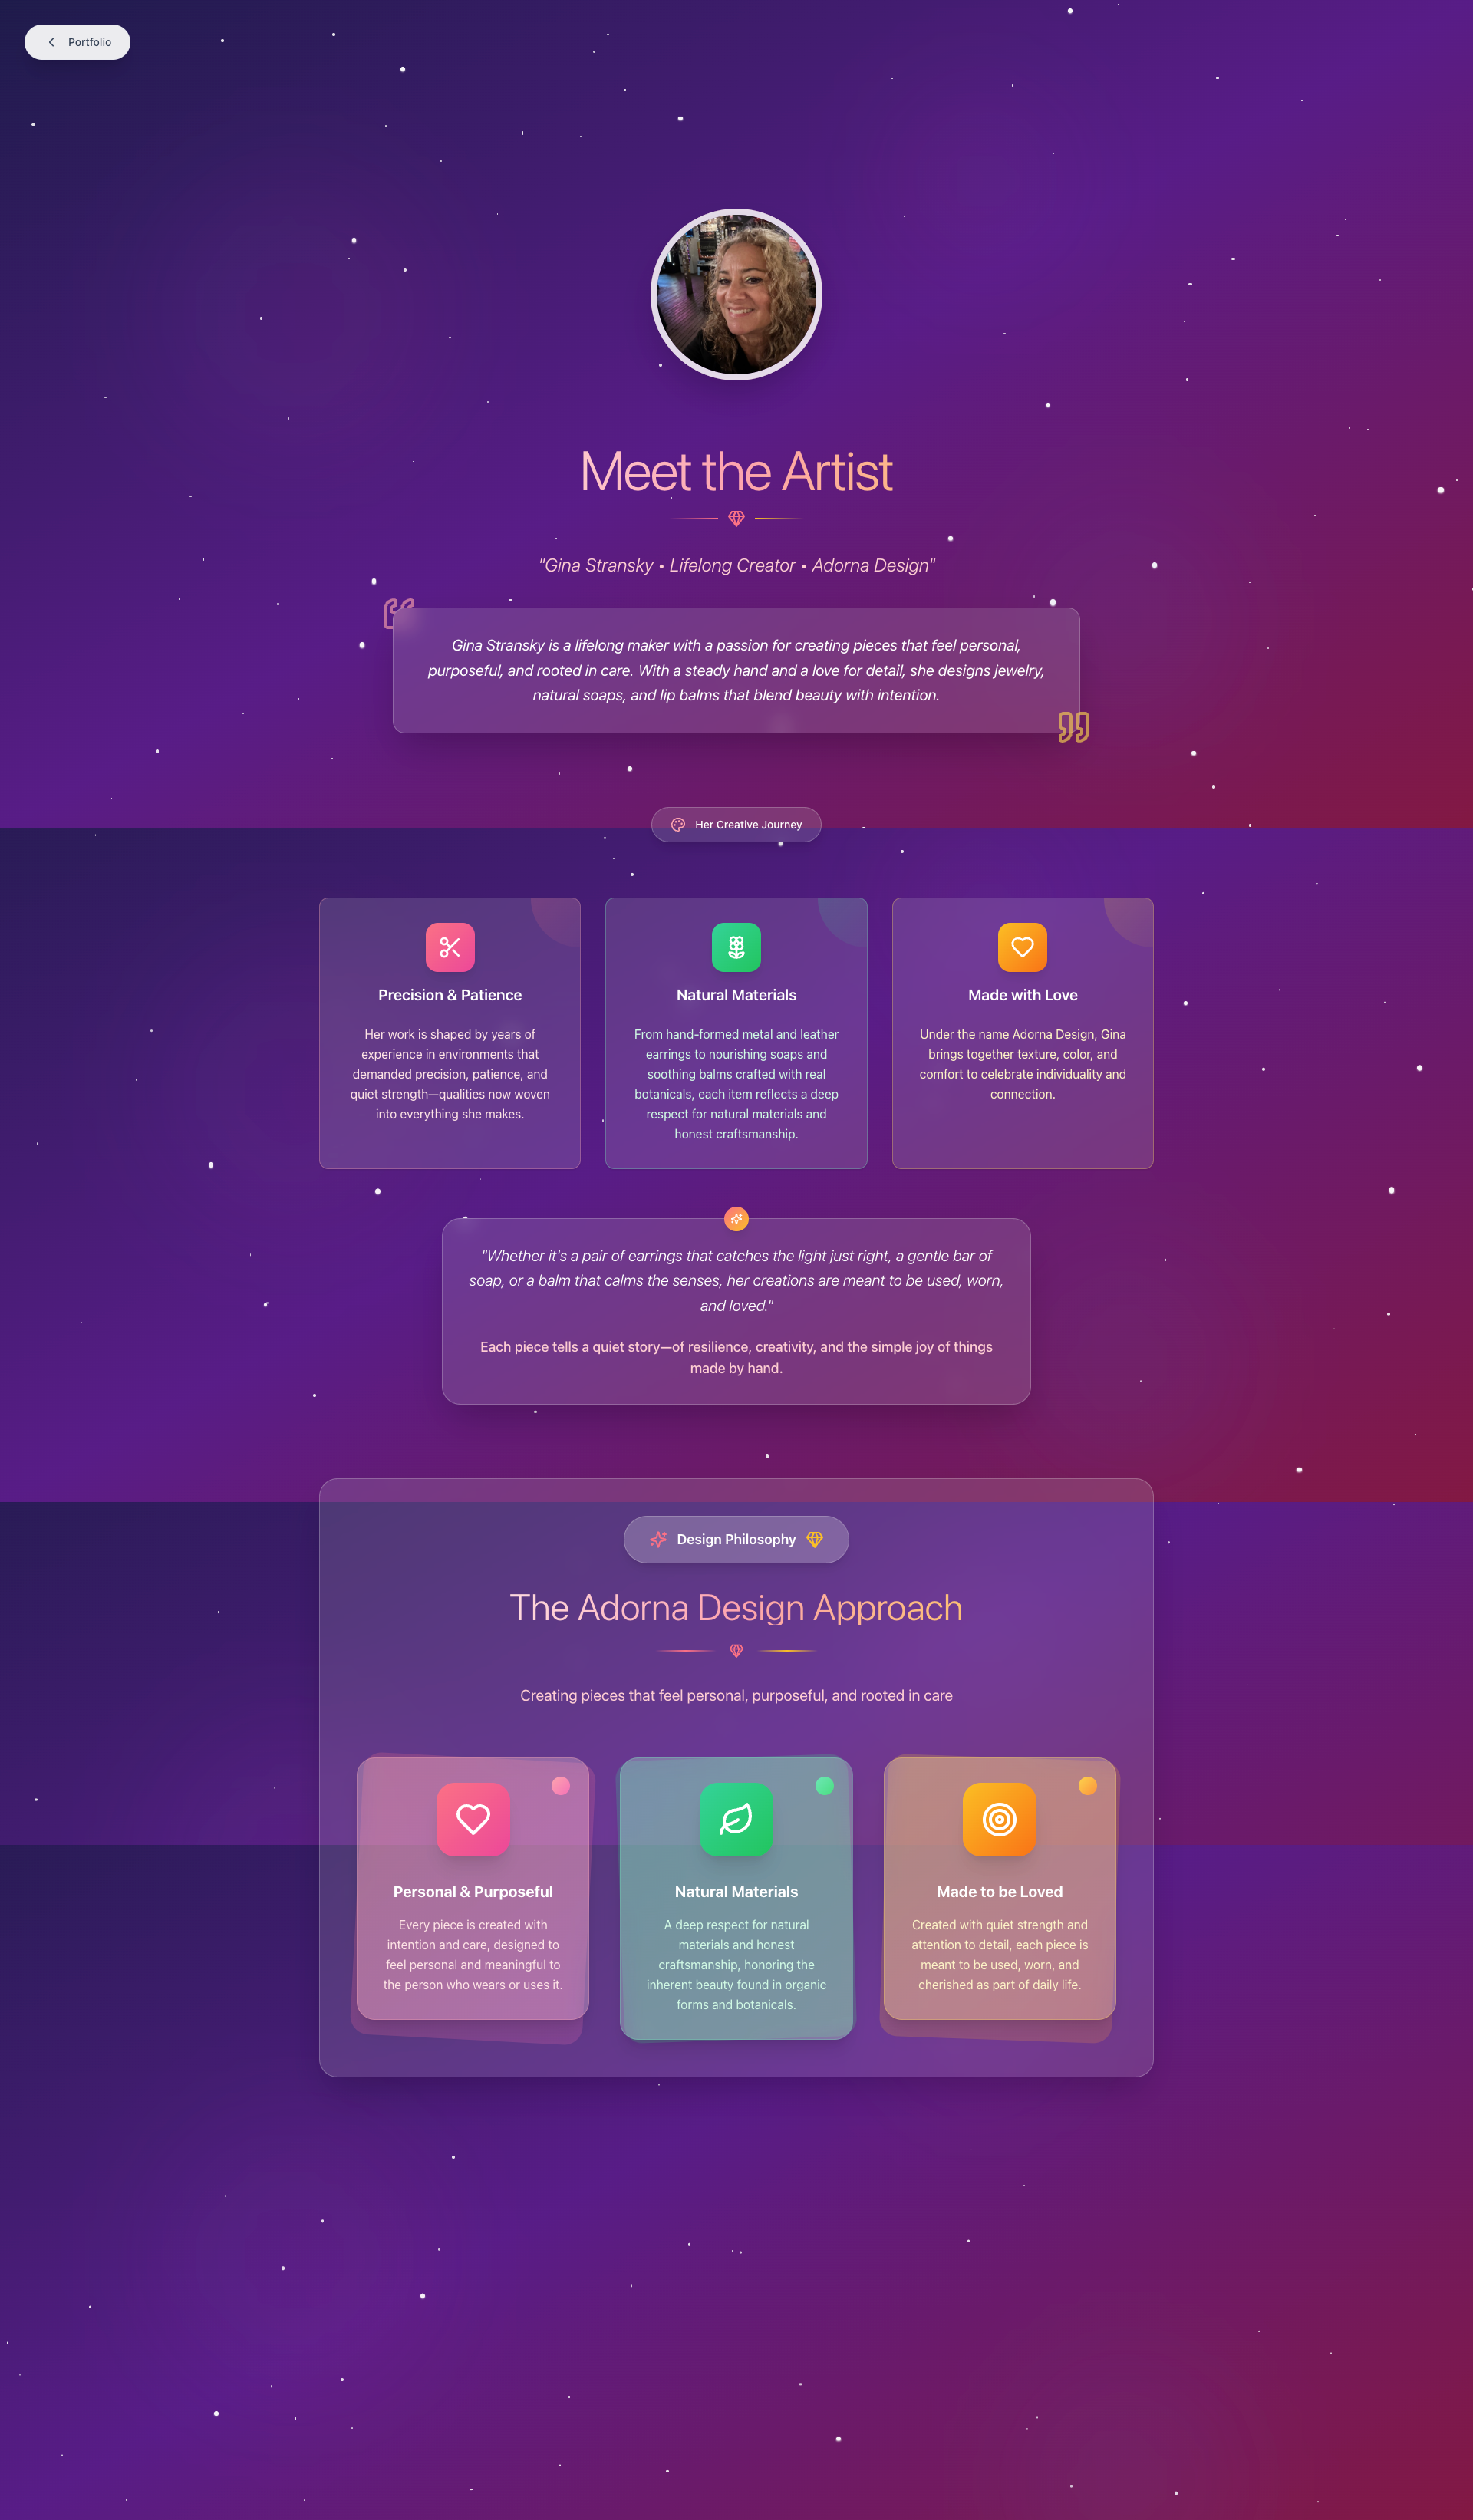 Portfolio
Meet the Artist
"Gina Stransky • Lifelong Creator • Adorna Design"
Gina Stransky is a lifelong maker with a passion for creating pieces that feel personal,
purposeful, and rooted in care. With a steady hand and a love for detail, she designs jewelry,
natural soaps, and lip balms that blend beauty with intention.
Her Creative Journey
Precision & Patience
Her work is shaped by years of
experience in environments that
demanded precision, patience, and
quiet strength—qualities now woven
into everything she makes.
Natural Materials
From hand-formed metal and leather
earrings to nourishing soaps and
soothing balms crafted with real
botanicals, each item reflects a deep
respect for natural materials and
honest craftsmanship.
Made with Love
Under the name Adorna Design, Gina
brings together texture, color, and
comfort to celebrate individuality and
connection.
"Whether it's a pair of earrings that catches the light just right, a gentle bar of
soap, or a balm that calms the senses, her creations are meant to be used, worn,
and loved."
Each piece tells a quiet story—of resilience, creativity, and the simple joy of things
made by hand.
Design Philosophy
The Adorna Design Approach
Creating pieces that feel personal, purposeful, and rooted in care
Personal & Purposeful
Every piece is created with
intention and care, designed to
feel personal and meaningful to
the person who wears or uses it.
Natural Materials
A deep respect for natural
materials and honest
craftsmanship, honoring the
inherent beauty found in organic
forms and botanicals.
Made to be Loved
Created with quiet strength and
attention to detail, each piece is
meant to be used, worn, and
cherished as part of daily life.